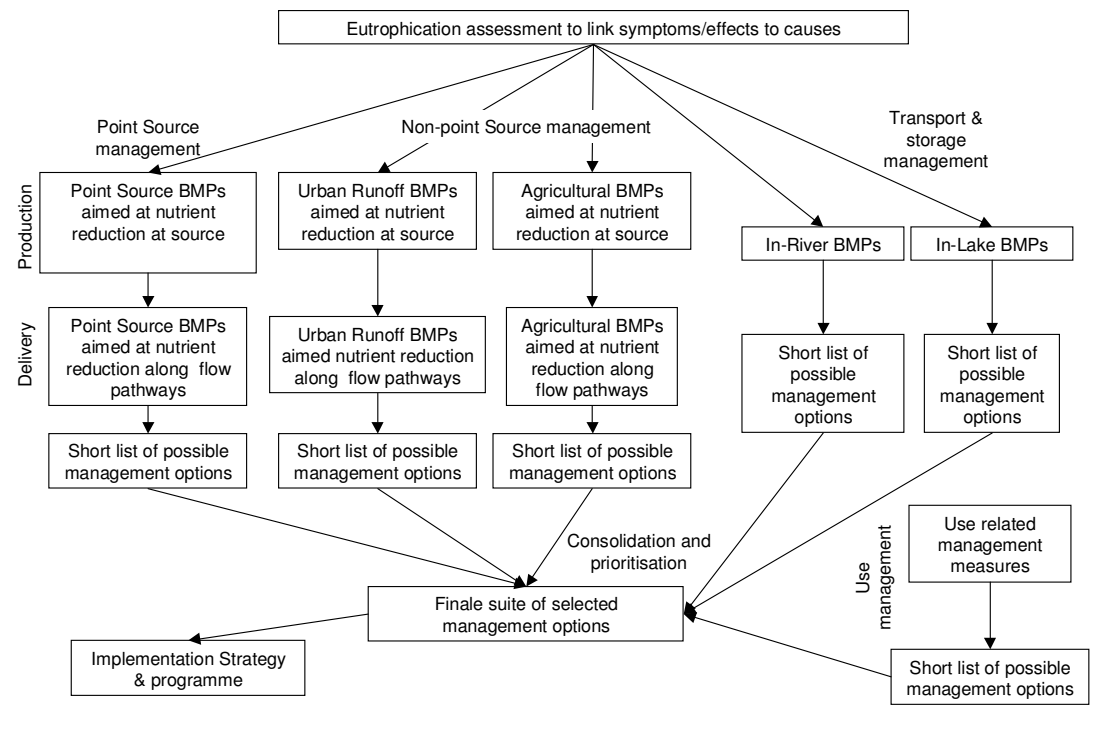 Eutrophication assessment to link symptoms/effects to causes
Point Source
management
Non-point Source management
Transport &
storage
management
Production
Point Source BMPs
aimed at nutrient
reduction at source
Urban Runoff BMPs
aimed at nutrient
reduction at source
Agricultural BMPs
aimed at nutrient
reduction at source
In-River BMPs
In-Lake BMPs
Delivery
Point Source BMPs
aimed at nutrient
reduction along flow
pathways
Urban Runoff BMPs
aimed nutrient reduction
along flow pathways
Agricultural BMPs
aimed at nutrient
reduction along
flow pathways
Short list of
possible
management
options
Short list of
possible
management
options
Short list of possible
management options
Short list of possible
management options
Short list of possible
management options
Consolidation and
prioritisation
Use
management
Use related
management
measures
Finale suite of selected
management options
Implementation Strategy
& programme
Short list of possible
management options